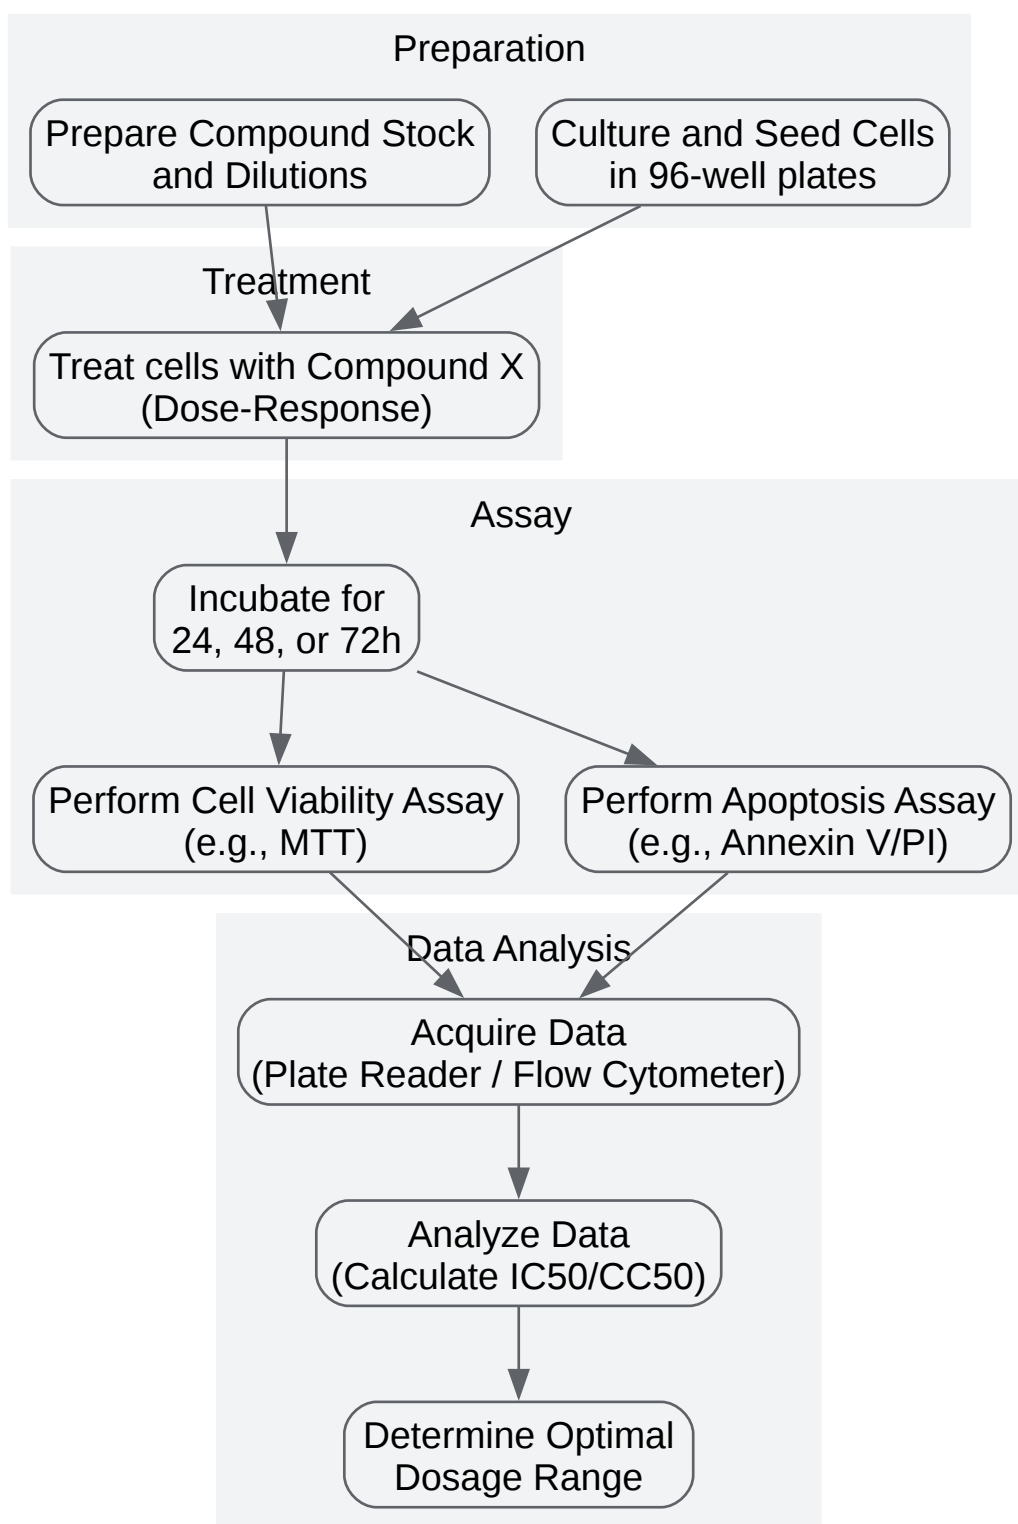 Preparation
Prepare Compound Stock
and Dilutions
Culture and Seed Cells
in 96-well plates
Treatment
Treat cells with Compound X
(Dose-Response)
Assay
Incubate for
24, 48, or 72h
Perform Cell Viability Assay
(e.g., MTT)
Perform Apoptosis Assay
(e.g., Annexin V/PI)
Data Analysis
Acquire Data
(Plate Reader / Flow Cytometer)
Analyze Data
(Calculate IC50/CC50)
Determine Optimal
Dosage Range